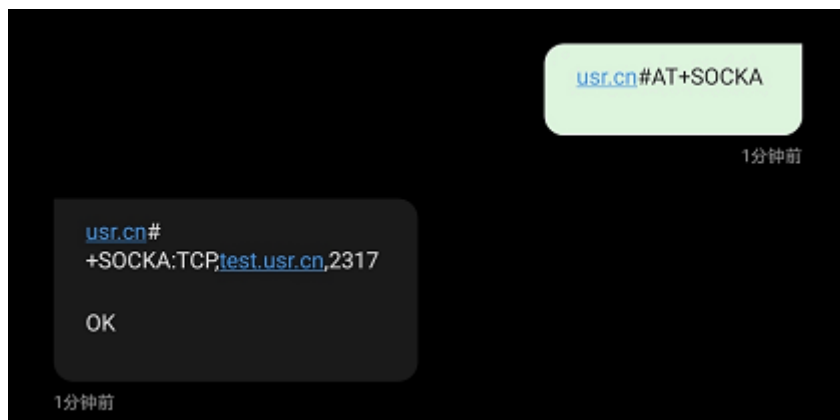 usr.cn#AT+SOCKA
1分钟前
usr.cn#
+SOCKA:TCP,test.usr.cn,2317
OK
1分钟前